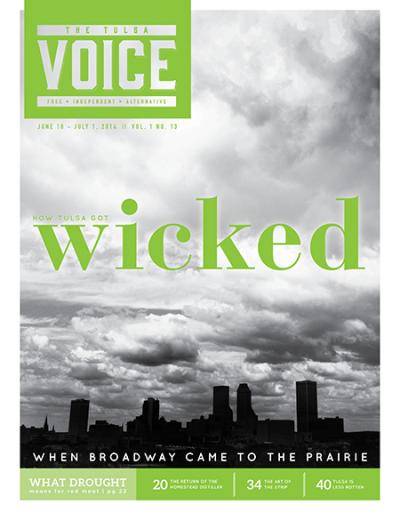 THE TULSA
VOICE
FREE • INDEPENDENT • ALTERNATIVE
JUNE 18 – JULY 1, 2014 // VOL. 1 NO. 13
HOW TULSA GOT
wicked
WHEN BROADWAY CAME TO THE PRAIRIE
WHAT DROUGHT
means for red meat | pg 22
20 THE RETURN OF THE
HOMESTEAD DISTILLER
34 THE ART OF
THE STRIP
40 TULSA IS
LESS ROTTEN